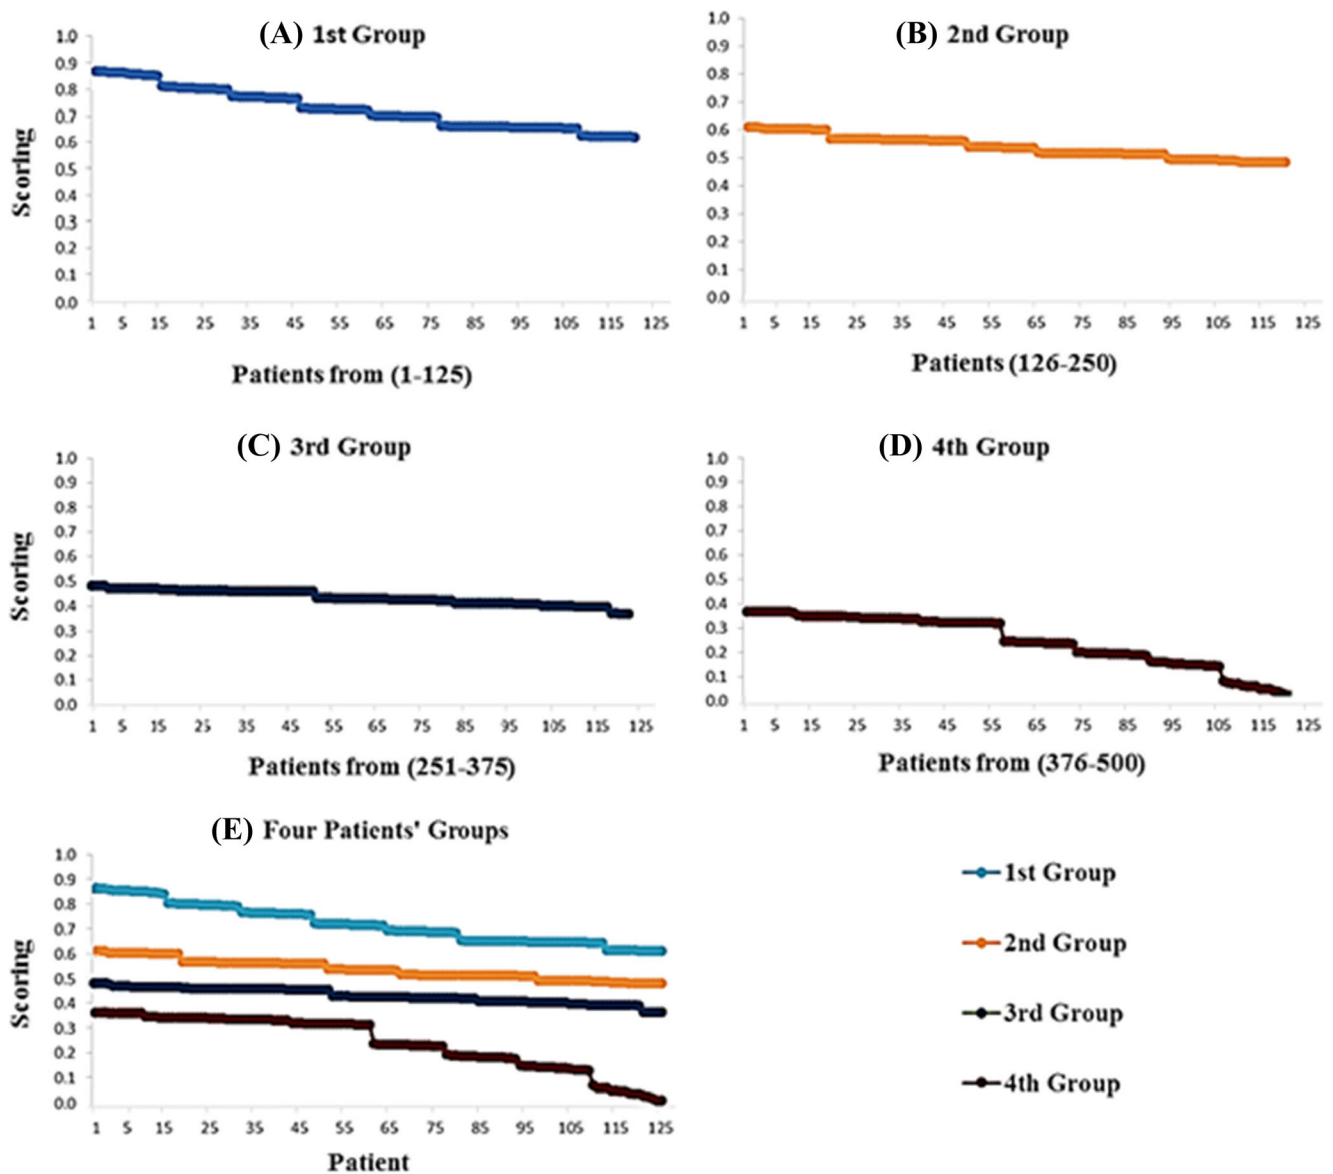 (A) 1st Group
1.0
0.9
0.8
0.7
0.6
0.5
0.4
0.3
0.2
0.1
0.0
Scoring
1 5 15 25 35 45 55 65 75 85 95 105 115 125
Patients from (1-125)
(B) 2nd Group
1.0
0.9
0.8
0.7
0.6
0.5
0.4
0.3
0.2
0.1
0.0
1 5 15 25 35 45 55 65 75 85 95 105 115 125
Patients (126-250)
(C) 3rd Group
1.0
0.9
0.8
0.7
0.6
0.5
0.4
0.3
0.2
0.1
0.0
Scoring
1 5 15 25 35 45 55 65 75 85 95 105 115 125
Patients from (251-375)
(D) 4th Group
1.0
0.9
0.8
0.7
0.6
0.5
0.4
0.3
0.2
0.1
0.0
1 5 15 25 35 45 55 65 75 85 95 105 115 125
Patients from (376-500)
(E) Four Patients' Groups
1.0
0.9
0.8
0.7
0.6
0.5
0.4
0.3
0.2
0.1
0.0
Scoring
1 5 15 25 35 45 55 65 75 85 95 105 115 125
Patient
1st Group
2nd Group
3rd Group
4th Group